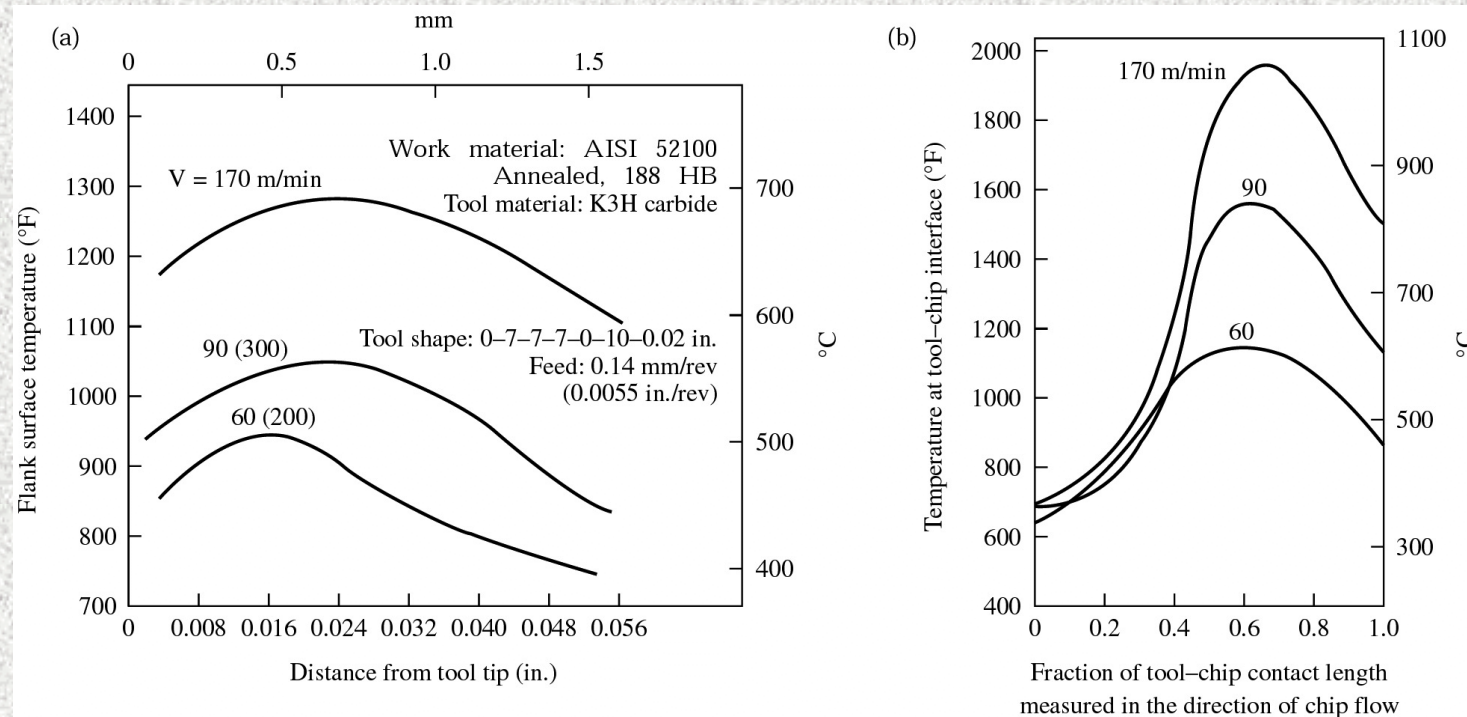 (a)
mm
0 0.5 1.0 1.5
1400
1300
1200
1100
1000
900
800
700
Flank surface temperature (°F)
700
600
500
400
°C
Work material: AISI 52100
Annealed, 188 HB
Tool material: K3H carbide
V = 170 m/min
Tool shape: 0–7–7–7–0–10–0.02 in.
Feed: 0.14 mm/rev
(0.0055 in./rev)
90 (300)
60 (200)
0 0.008 0.016 0.024 0.032 0.040 0.048 0.056
Distance from tool tip (in.)
(b)
2000
1800
1600
1400
1200
1000
800
600
400
Temperature at tool–chip interface (°F)
1100
900
700
500
300
°C
170 m/min
90
60
0 0.2 0.4 0.6 0.8 1.0
Fraction of tool–chip contact length
measured in the direction of chip flow